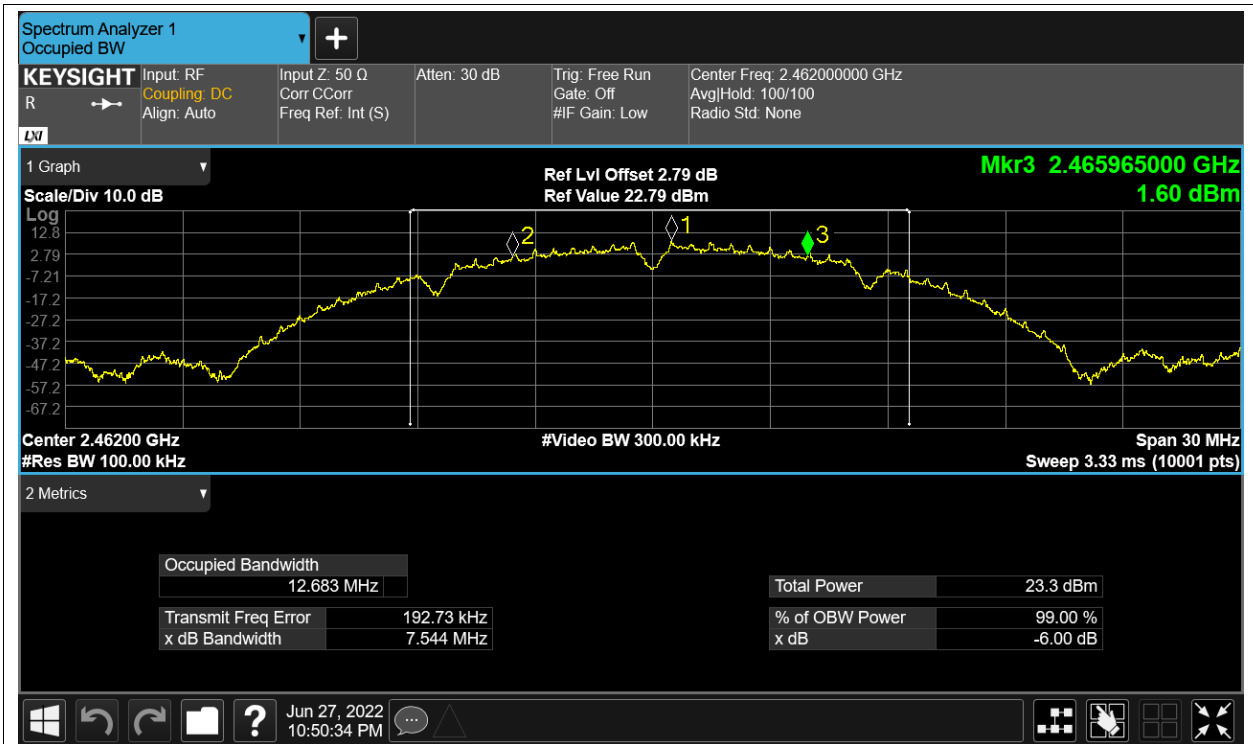 Spectrum Analyzer 1
Occupied BW
KEYSIGHT
R
LXI
Input: RF
Coupling: DC
Align: Auto
Input Z: 50 Ω
Corr CCorr
Freq Ref: Int (S)
Atten: 30 dB
Trig: Free Run
Gate: Off
#IF Gain: Low
Center Freq: 2.462000000 GHz
Avg|Hold: 100/100
Radio Std: None
1 Graph
Scale/Div 10.0 dB
Ref Lvl Offset 2.79 dB
Ref Value 22.79 dBm
Mkr3 2.465965000 GHz
1.60 dBm
Log
12.8
2.79
-7.21
-17.2
-27.2
-37.2
-47.2
-57.2
-67.2
2
1
3
Center 2.46200 GHz
#Res BW 100.00 kHz
#Video BW 300.00 kHz
Span 30 MHz
Sweep 3.33 ms (10001 pts)
2 Metrics
Occupied Bandwidth
12.683 MHz
Transmit Freq Error 192.73 kHz
x dB Bandwidth 7.544 MHz
Total Power 23.3 dBm
% of OBW Power 99.00 %
x dB -6.00 dB
?
Jun 27, 2022
10:50:34 PM